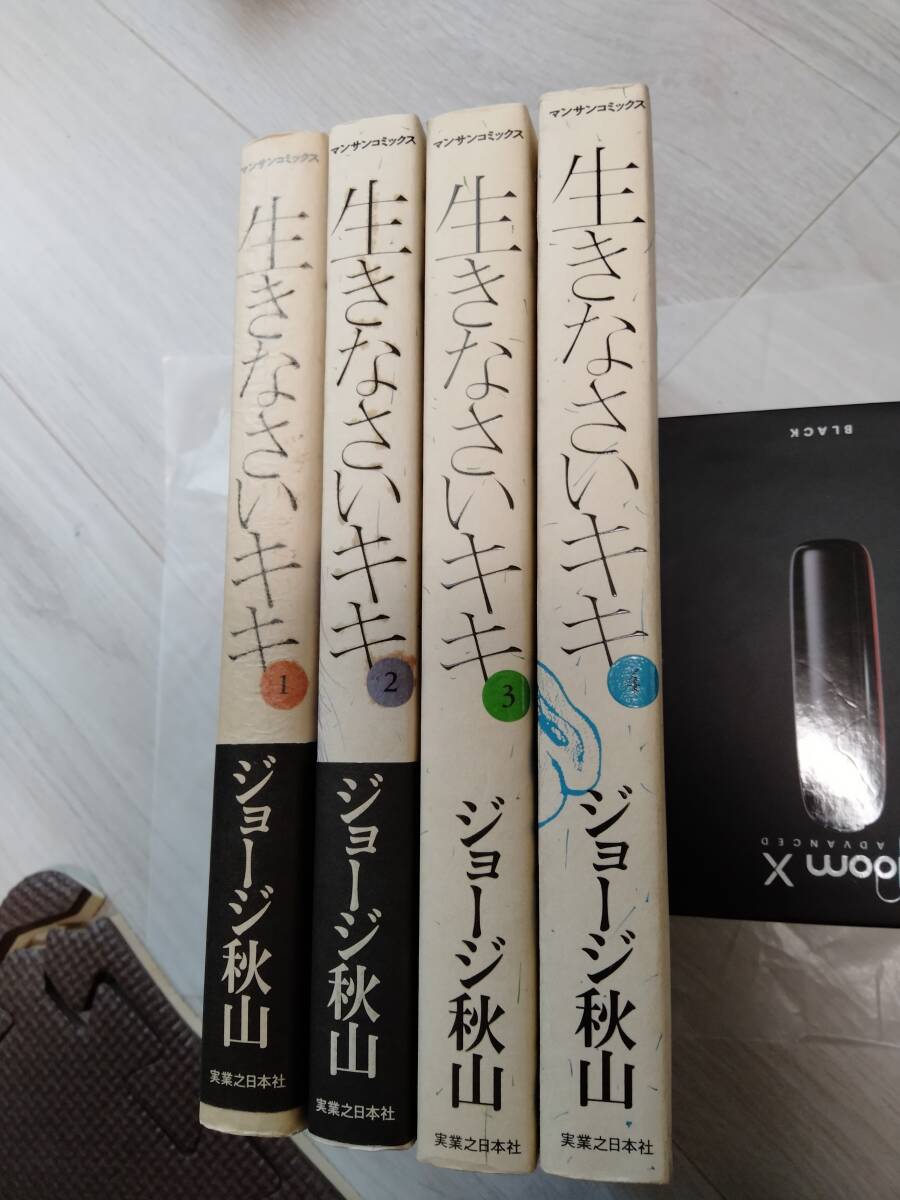 マンサンコミックス
生きなさいキキ
1
ジョージ秋山
実業之日本社
マンサンコミックス
生きなさいキキ
2
ジョージ秋山
実業之日本社
マンサンコミックス
生きなさいキキ
3
ジョージ秋山
実業之日本社
マンサンコミックス
生きなさいキキ
4
ジョージ秋山
実業之日本社
BLACK
ploom X
ADVANCED